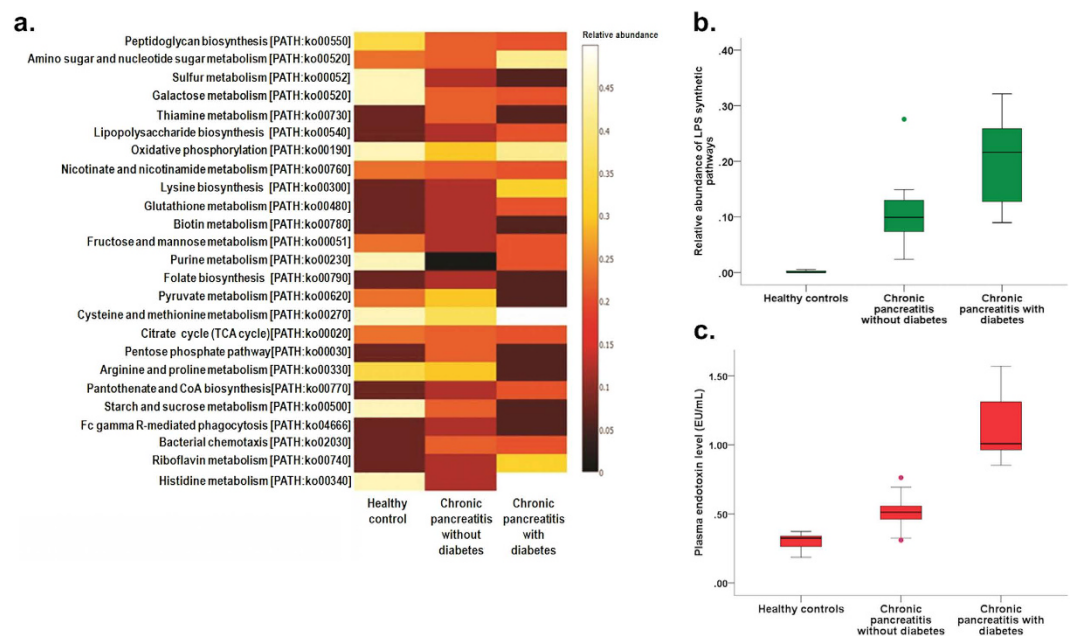 a.
Peptidoglycan biosynthesis [PATH:ko00550]
Amino sugar and nucleotide sugar metabolism [PATH:ko00520]
Sulfur metabolism [PATH:ko00052]
Galactose metabolism [PATH:ko00520]
Thiamine metabolism [PATH:ko00730]
Lipopolysaccharide biosynthesis [PATH:ko00540]
Oxidative phosphorylation [PATH:ko00190]
Nicotinate and nicotinamide metabolism [PATH:ko00760]
Lysine biosynthesis [PATH:ko00300]
Glutathione metabolism [PATH:ko00480]
Biotin metabolism [PATH:ko00780]
Fructose and mannose metabolism [PATH:ko00051]
Purine metabolism [PATH:ko00230]
Folate biosynthesis [PATH:ko00790]
Pyruvate metabolism [PATH:ko00620]
Cysteine and methionine metabolism [PATH:ko00270]
Citrate cycle (TCA cycle)[PATH:ko00020]
Pentose phosphate pathway[PATH:ko00030]
Arginine and proline metabolism [PATH:ko00330]
Pantothenate and CoA biosynthesis[PATH:ko00770]
Starch and sucrose metabolism [PATH:ko00500]
Fc gamma R-mediated phagocytosis [PATH:ko04666]
Bacterial chemotaxis [PATH:ko02030]
Riboflavin metabolism [PATH:ko00740]
Histidine metabolism [PATH:ko00340]
Healthy
control
Chronic
pancreatitis
without
diabetes
Chronic
pancreatitis
with
diabetes
Relative abundance
0.45
0.4
0.35
0.3
0.25
0.2
0.15
0.1
0.05
0
b.
Relative abundance of LPS synthetic
pathways
.40
.30
.20
.10
.00
Healthy controls
Chronic
pancreatitis
without diabetes
Chronic
pancreatitis with
diabetes
c.
Plasma endotoxin level (EU/mL)
1.50
1.00
.50
.00
Healthy controls
Chronic
pancreatitis
without diabetes
Chronic
pancreatitis with
diabetes